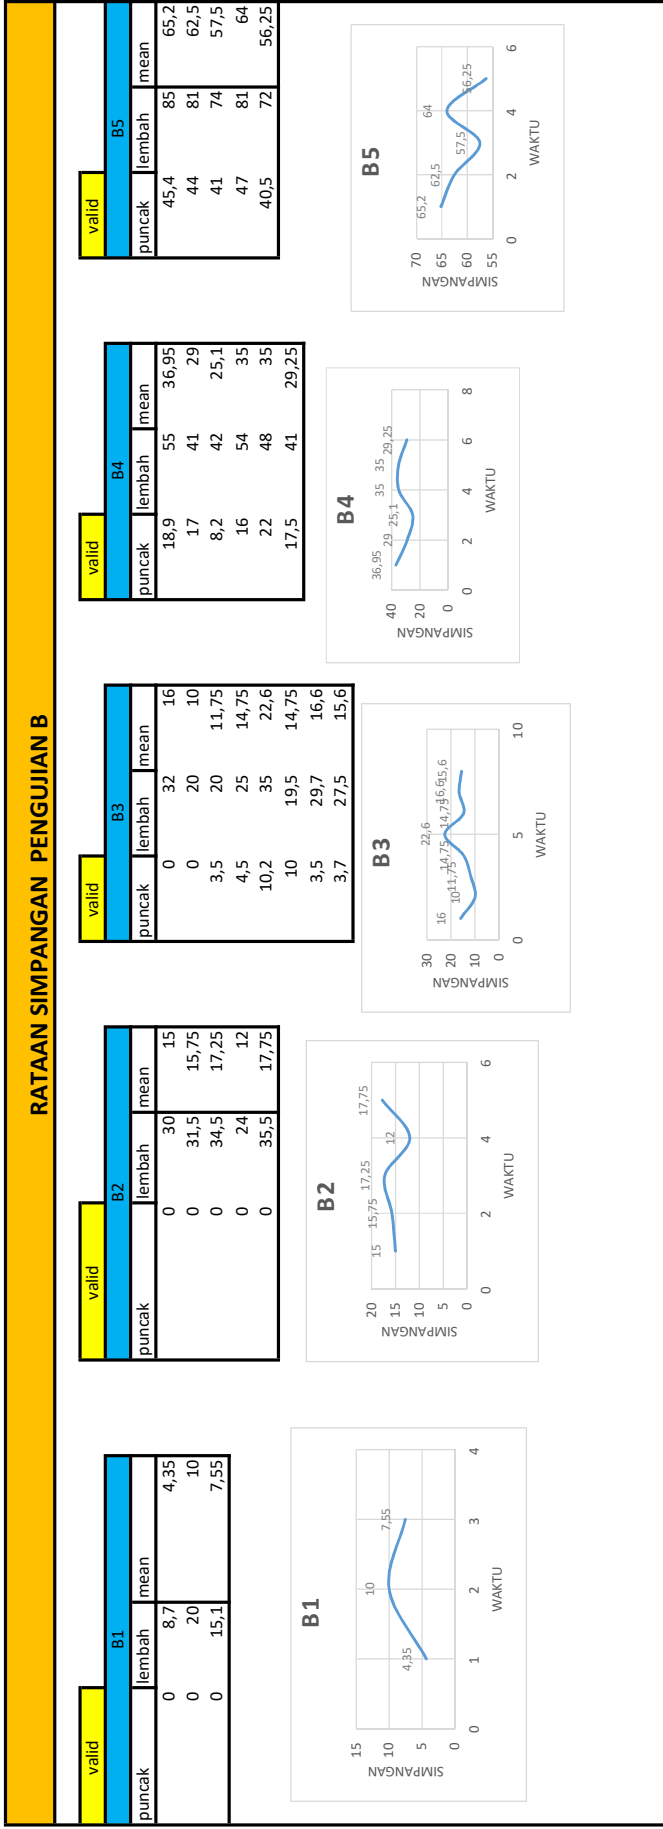 RATAAN SIMPANGAN PENGUJIAN B
valid
B1
puncak lembah mean
0 8,7 4,35
0 20 10
0 15,1 7,55
B1
4,35
10
7,55
0
5
10
15
0 1 2 3 4
SIMPANGAN
WAKTU
valid
B2
puncak lembah mean
0 30 15
0 31,5 15,75
0 34,5 17,25
0 24 12
0 35,5 17,75
B2
15
15,75
17,25
12
17,75
0
5
10
15
20
0 2 4 6
SIMPANGAN
WAKTU
valid
B3
puncak lembah mean
0 32 16
0 20 10
3,5 20 11,75
4,5 25 14,75
10,2 35 22,6
10 19,5 14,75
3,5 29,7 16,6
3,7 27,5 15,6
B3
16
10
11,75
14,75
22,6
14,75
16,6
15,6
0
10
20
30
0 5 10
SIMPANGAN
WAKTU
valid
B4
puncak lembah mean
18,9 55 36,95
17 41 29
8,2 42 25,1
16 54 35
22 48 35
17,5 41 29,25
B4
36,95
29
25,1
35
35
29,25
0
20
40
0 2 4 6 8
SIMPANGAN
WAKTU
valid
B5
puncak lembah mean
45,4 85 65,2
44 81 62,5
41 74 57,5
47 81 64
40,5 72 56,25
B5
65,2
62,5
57,5
64
56,25
55
60
65
70
0 2 4 6
SIMPANGAN
WAKTU